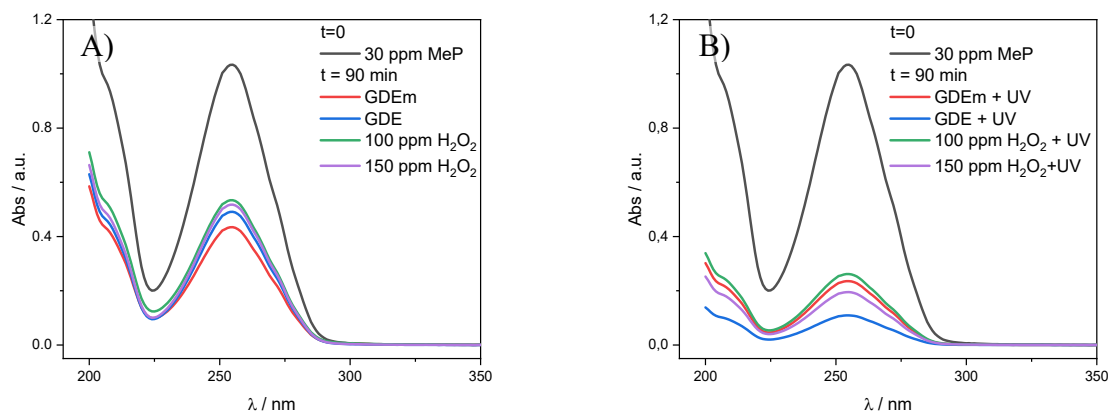 A)
t=0
30 ppm MeP
t = 90 min
GDEm
GDE
100 ppm H₂O₂
150 ppm H₂O₂
1,2
0,8
0,4
0,0
Abs / a.u.
200
250
300
350
λ / nm
B)
t=0
30 ppm MeP
t = 90 min
GDEm + UV
GDE + UV
100 ppm H₂O₂ + UV
150 ppm H₂O₂+UV
1,2
0,8
0,4
0,0
Abs / a.u.
200
250
300
350
λ / nm